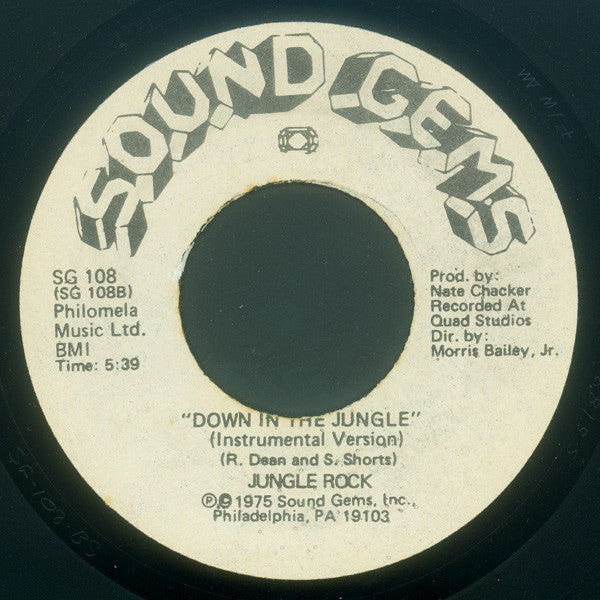 SOUND GEMS
SG 108
(SG 108B)
Philomela
Music Ltd.
BMI
Time: 5:39
Prod. by:
Nate Chacker
Recorded At
Quad Studios
Dir. by:
Morris Bailey, Jr.
"DOWN IN THE JUNGLE"
(Instrumental Version)
(R. Dean and S. Shorts)
JUNGLE ROCK
Ⓟ©1975 Sound Gems, Inc.,
Philadelphia, PA 19103